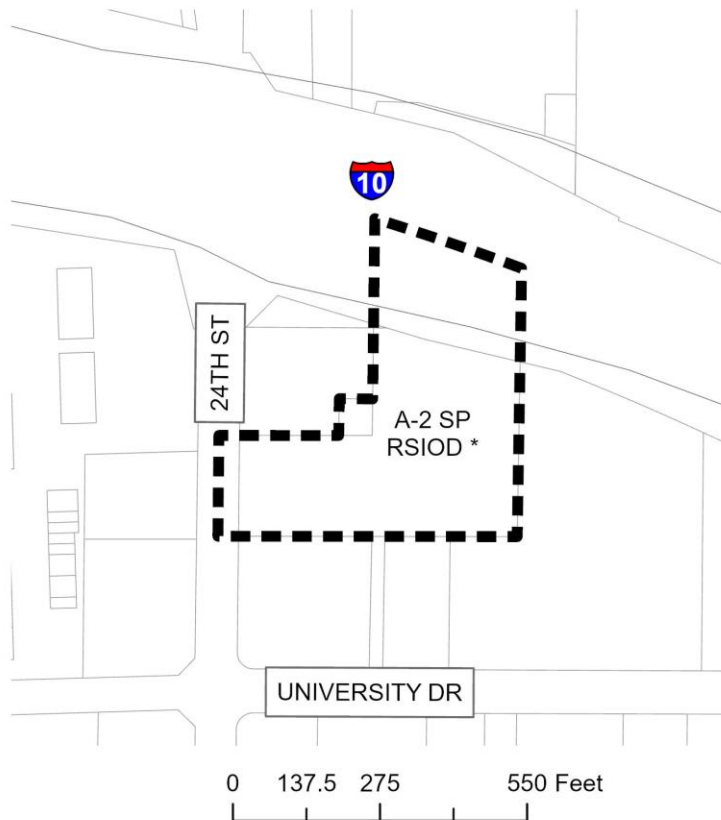 10
24TH ST
A-2 SP
RSIOD *
UNIVERSITY DR
0 137.5 275 550 Feet